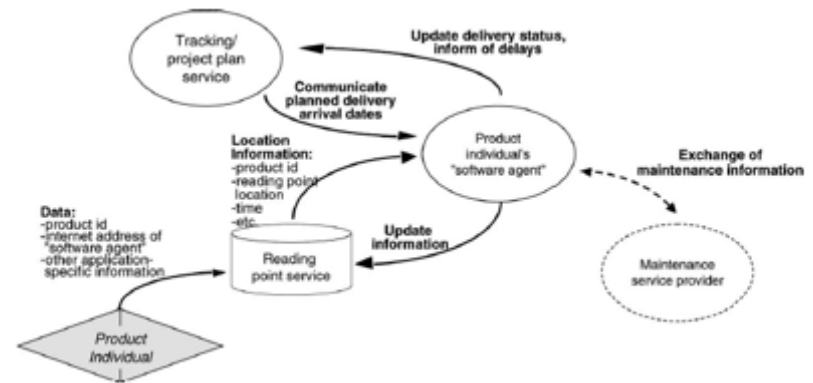 Tracking/
project plan
service
Update delivery status,
inform of delays
Communicate
planned delivery
arrival dates
Product
individual's
"software agent"
Exchange of
maintenance information
Location
Information:
-product id
-reading point
location
-time
-etc.
Update
information
Data:
-product id
-internet address of
"software agent"
-other application-
specific information
Reading
point service
Maintenance
service provider
Product
Individual